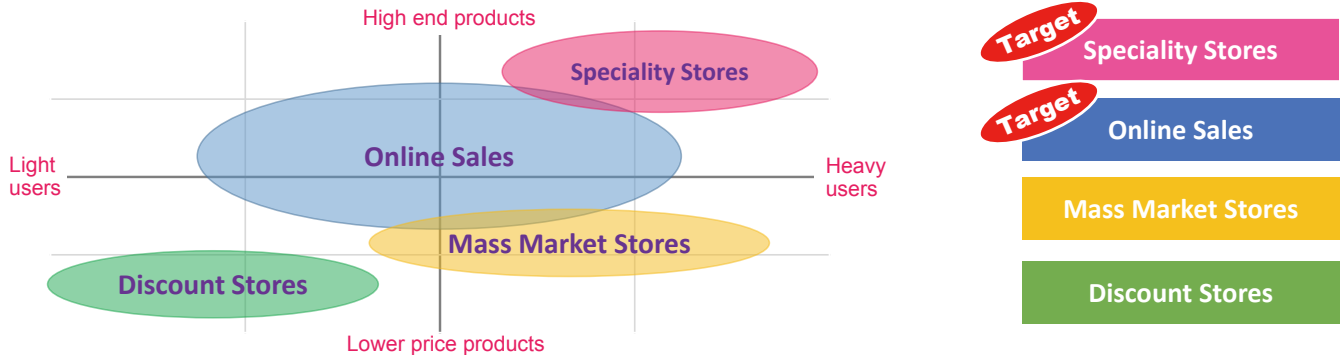 High end products
Speciality Stores
Online Sales
Light
users
Heavy
users
Mass Market Stores
Discount Stores
Lower price products
Target
Speciality Stores
Target
Online Sales
Mass Market Stores
Discount Stores